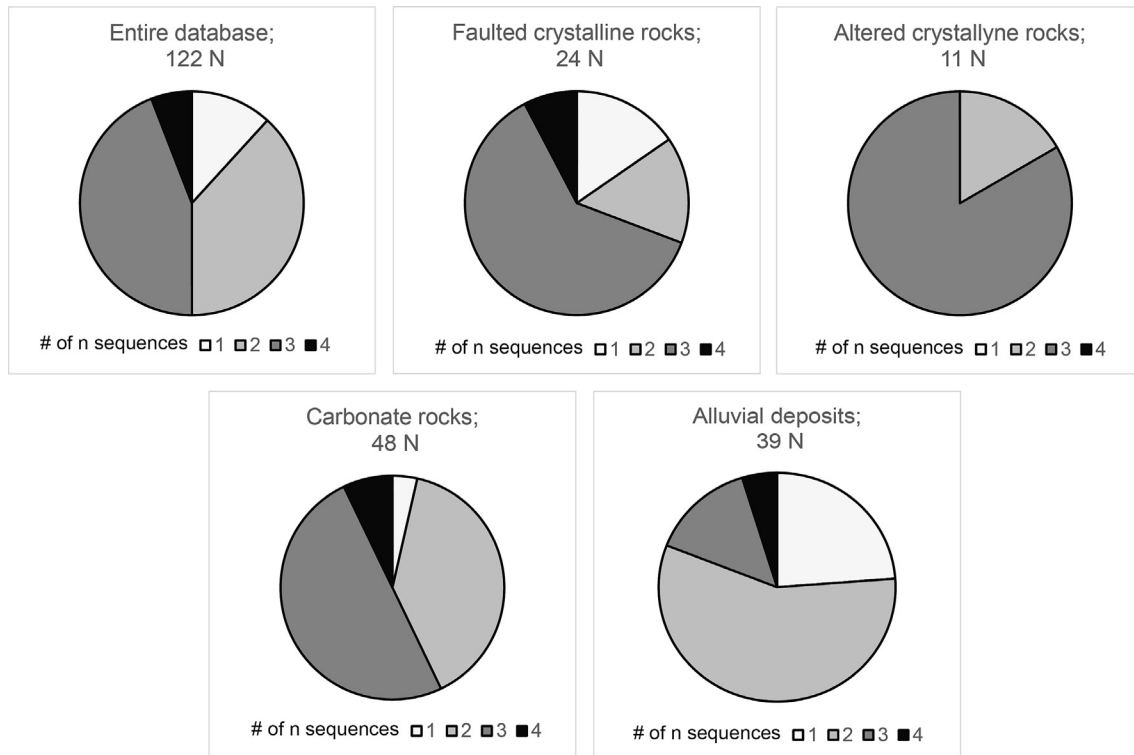 Entire database;
122 N
# of n sequences 1 2 3 4
Faulted crystalline rocks;
24 N
# of n sequences 1 2 3 4
Altered crystallyne rocks;
11 N
# of n sequences 1 2 3 4
Carbonate rocks;
48 N
# of n sequences 1 2 3 4
Alluvial deposits;
39 N
# of n sequences 1 2 3 4